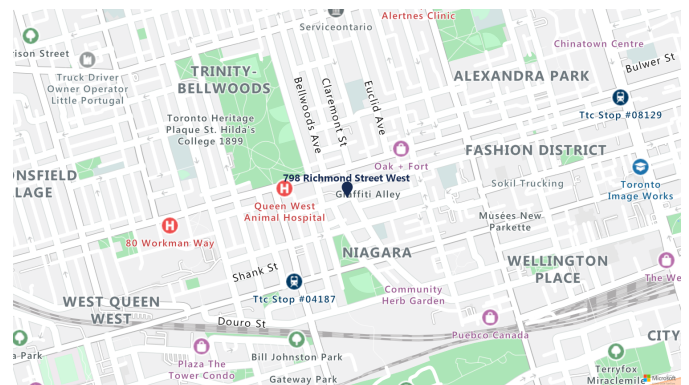 Alertnes Clinic
Serviceontario
Chinatown Centre
ison Street
Bulwer St
Truck Driver
Owner Operator
Little Portugal
TRINITY-
BELLWOODS
ALEXANDRA PARK
Bellwoods Ave
Claremont St
Euclid Ave
Toronto Heritage
Plaque St. Hilda's
College 1899
Ttc Stop #08129
FASHION DISTRICT
Oak + Fort
ONSFIELD
LAGE
798 Richmond Street West
Graffiti Alley
Sokil Trucking
Toronto
Image Works
Queen West
Animal Hospital
Musées New
Parkette
80 Workman Way
NIAGARA
WELLINGTON
PLACE
Shank St
The We
Community
Herb Garden
Ttc Stop #04187
WEST QUEEN
WEST
Douro St
Puebco Canada
CITY
a Park
Bill Johnston Park
Plaza The
Tower Condo
Terryfox
Miraclemile
Gateway Park
Microsoft